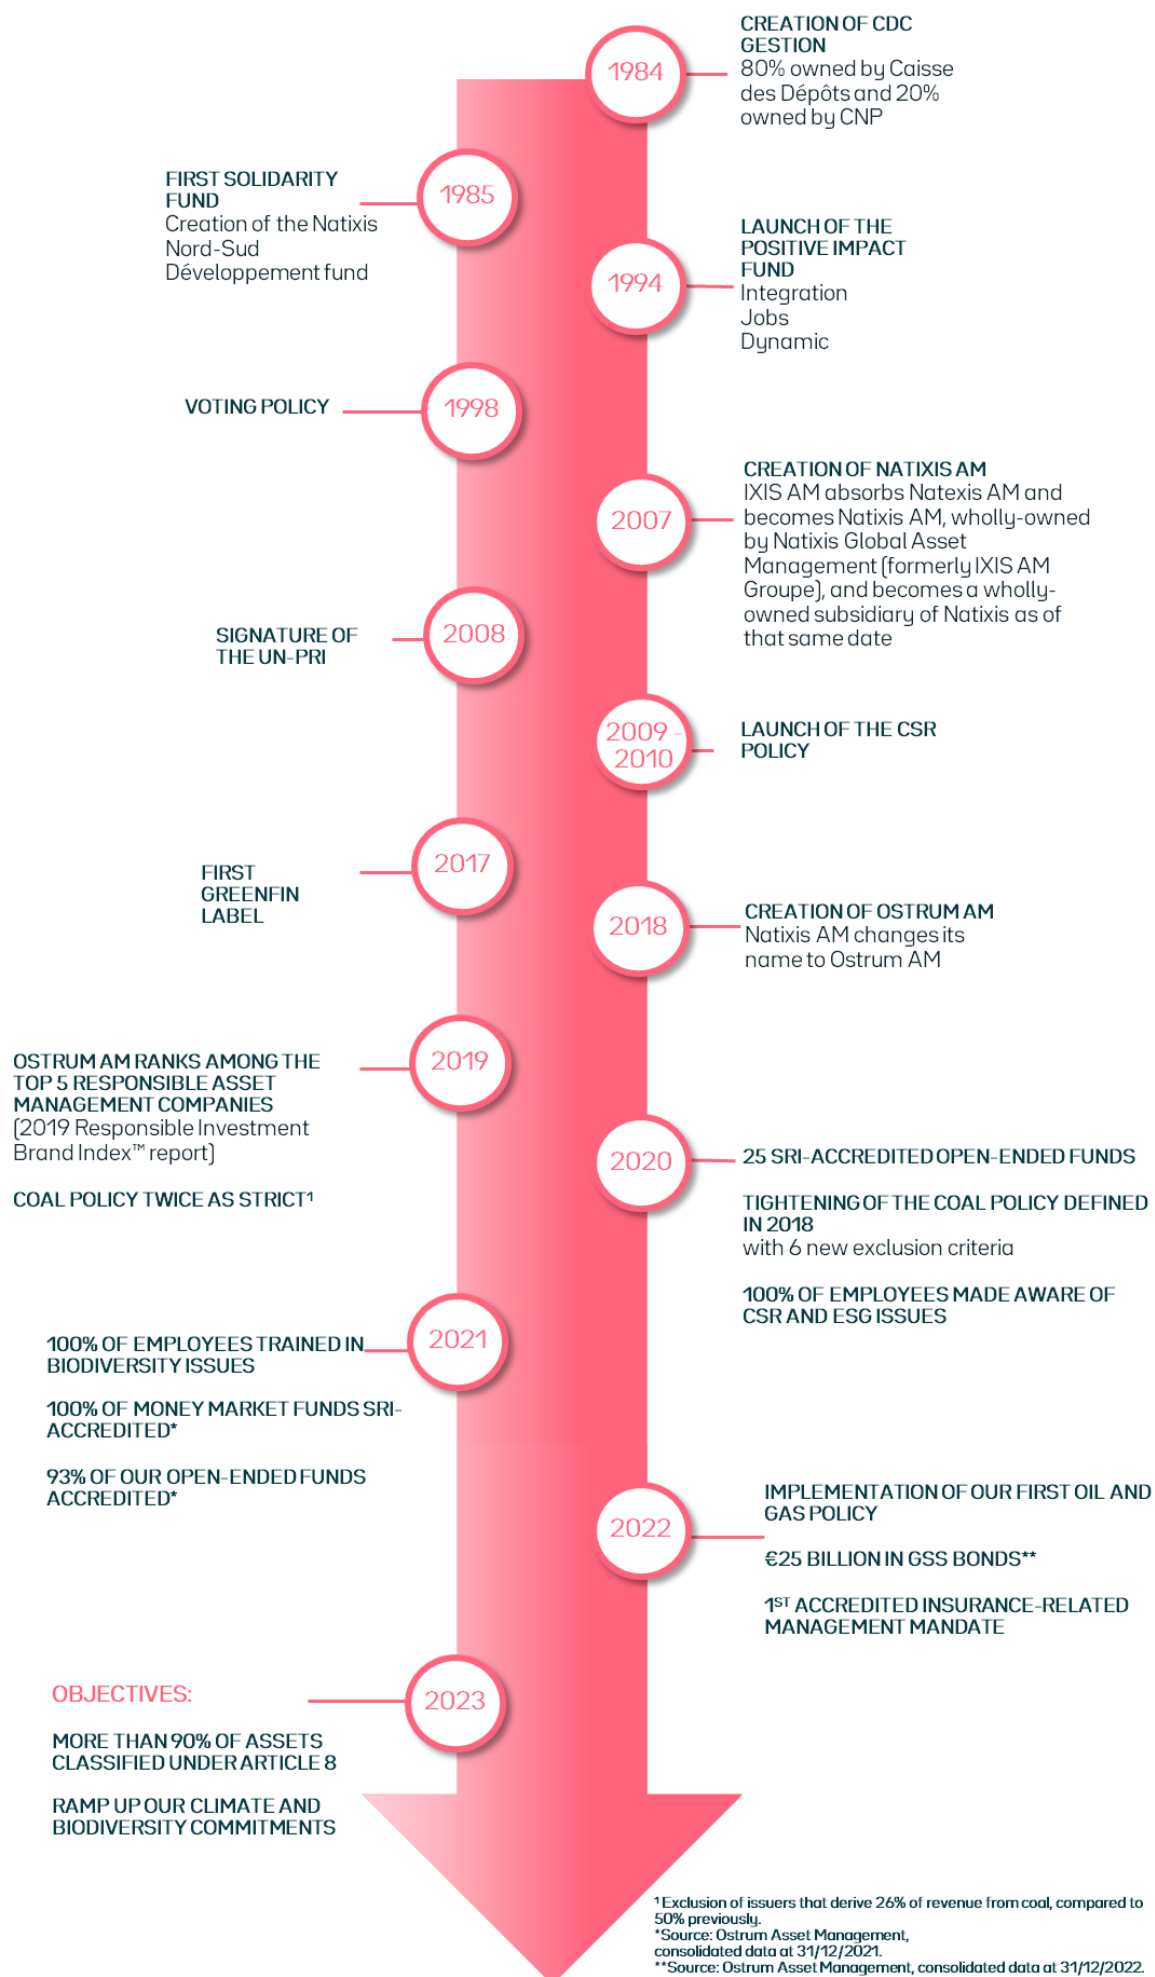 1984
CREATION OF CDC
GESTION
80% owned by Caisse
des Dépôts and 20%
owned by CNP
1985
FIRST SOLIDARITY
FUND
Creation of the Natixis
Nord-Sud
Développement fund
1994
LAUNCH OF THE
POSITIVE IMPACT
FUND
Integration
Jobs
Dynamic
1998
VOTING POLICY
2007
CREATION OF NATIXIS AM
IXIS AM absorbs Natexis AM and
becomes Natixis AM, wholly-owned
by Natixis Global Asset
Management (formerly IXIS AM
Groupe), and becomes a wholly-
owned subsidiary of Natixis as of
that same date
2008
SIGNATURE OF
THE UN-PRI
2009 -
2010
LAUNCH OF THE CSR
POLICY
2017
FIRST
GREENFIN
LABEL
2018
CREATION OF OSTRUM AM
Natixis AM changes its
name to Ostrum AM
2019
OSTRUM AM RANKS AMONG THE
TOP 5 RESPONSIBLE ASSET
MANAGEMENT COMPANIES
(2019 Responsible Investment
Brand Index™ report)
COAL POLICY TWICE AS STRICT¹
2020
25 SRI-ACCREDITED OPEN-ENDED FUNDS
TIGHTENING OF THE COAL POLICY DEFINED
IN 2018
with 6 new exclusion criteria
100% OF EMPLOYEES MADE AWARE OF
CSR AND ESG ISSUES
2021
100% OF EMPLOYEES TRAINED IN
BIODIVERSITY ISSUES
100% OF MONEY MARKET FUNDS SRI-
ACCREDITED*
93% OF OUR OPEN-ENDED FUNDS
ACCREDITED*
2022
IMPLEMENTATION OF OUR FIRST OIL AND
GAS POLICY
€25 BILLION IN GSS BONDS**
1ST ACCREDITED INSURANCE-RELATED
MANAGEMENT MANDATE
2023
OBJECTIVES:
MORE THAN 90% OF ASSETS
CLASSIFIED UNDER ARTICLE 8
RAMP UP OUR CLIMATE AND
BIODIVERSITY COMMITMENTS
¹ Exclusion of issuers that derive 26% of revenue from coal, compared to
50% previously.
*Source: Ostrum Asset Management,
consolidated data at 31/12/2021.
**Source: Ostrum Asset Management, consolidated data at 31/12/2022.